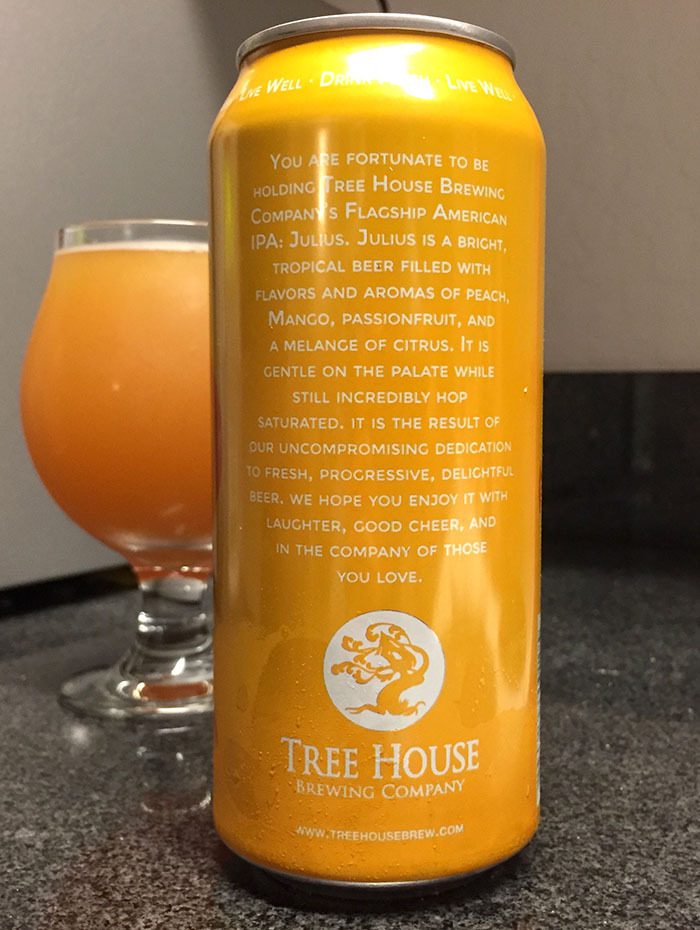 Live Well · Drink · Live Well ·
You are fortunate to be
holding Tree House Brewing
Company's Flagship American
IPA: Julius. Julius is a bright,
tropical beer filled with
flavors and aromas of peach,
Mango, passionfruit, and
a melange of citrus. It is
gentle on the palate while
still incredibly hop
saturated. it is the result of
our uncompromising dedication
to fresh, progressive, delightful
beer. we hope you enjoy it with
laughter, good cheer, and
in the company of those
you love.
Tree House
Brewing Company
www.treehousebrew.com